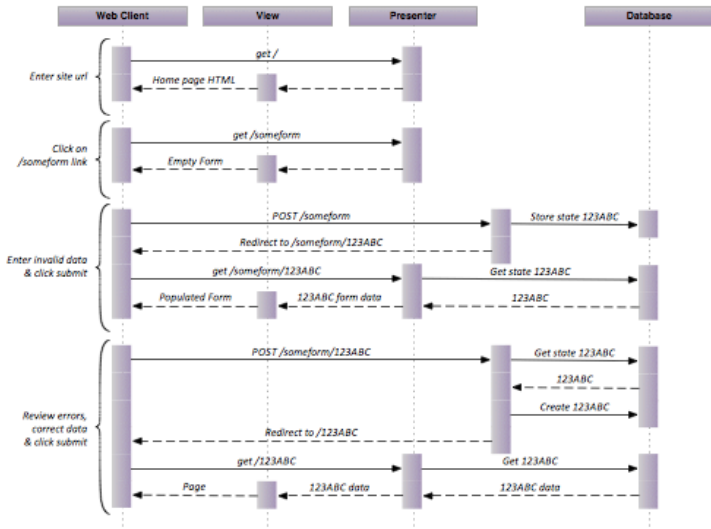 Web Client
View
Presenter
Database
Enter site url
get /
Home page HTML
Click on
/someform link
get /someform
Empty Form
Enter invalid data
& click submit
POST /someform
Store state 123ABC
Redirect to /someform/123ABC
get /someform/123ABC
Get state 123ABC
Populated Form
123ABC form data
123ABC
Review errors,
correct data
& click submit
POST /someform/123ABC
Get state 123ABC
123ABC
Create 123ABC
Redirect to /123ABC
get /123ABC
Get 123ABC
Page
123ABC data
123ABC data